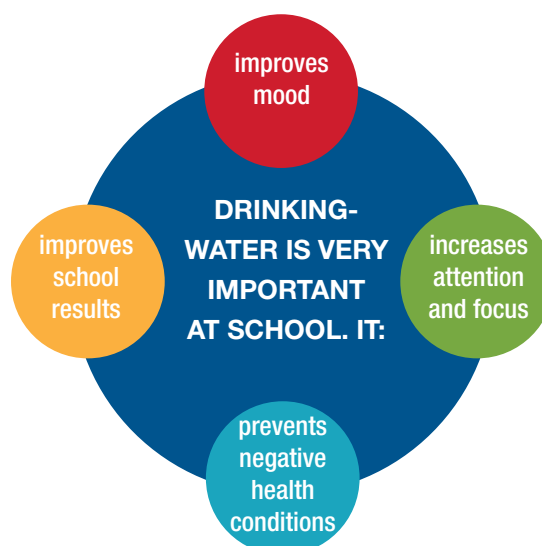 improves
mood
DRINKING-
WATER IS VERY
IMPORTANT
AT SCHOOL. IT:
increases
attention
and focus
prevents
negative
health
conditions
improves
school
results